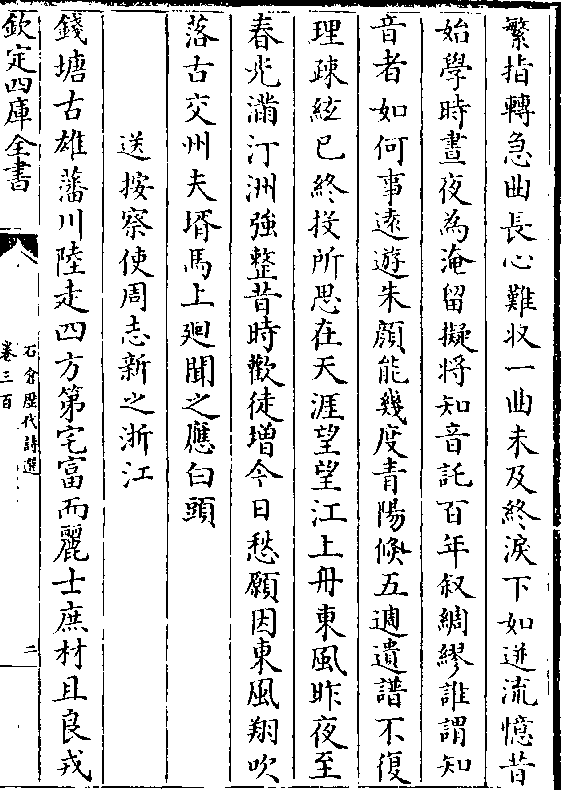 繁指轉急曲長心難收一曲未及終淚下如迸流憶昔
始學時晝夜為淹留擬將知音託百年叙綢繆誰謂知
音者如何事遠遊朱顔能幾度青陽倏五週遺譜不復
理疎絃已終投所思在天涯望望江上舟東風昨夜至
春光滿汀洲強整昔時歡徒增今日愁願因東風翔吹
落古交州夫壻馬上廻聞之應白頭
送按察使周志新之浙江
錢塘古雄藩川陸走四方第宅富而麗士庶材且良戎
欽定四庫全書
石倉歴代詩選
卷三百
二